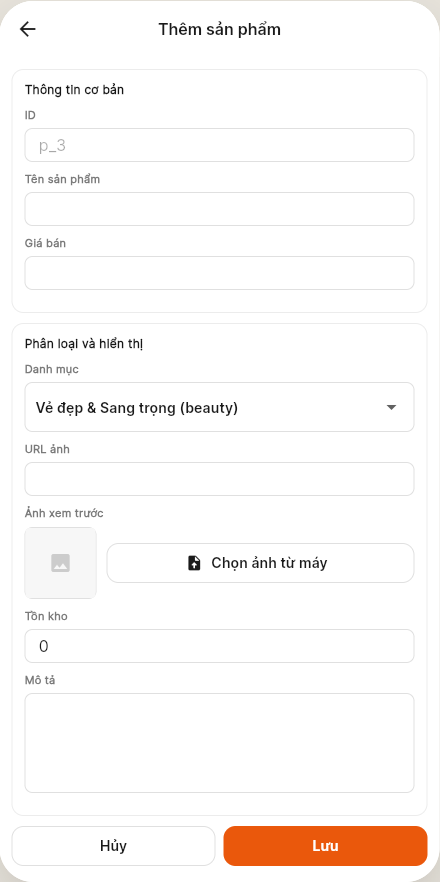 Thêm sản phẩm
Thông tin cơ bản
ID
p_3
Tên sản phẩm
Giá bán
Phân loại và hiển thị
Danh mục
Vẻ đẹp & Sang trọng (beauty)
URL ảnh
Ảnh xem trước
Chọn ảnh từ máy
Tồn kho
0
Mô tả
Hủy
Lưu